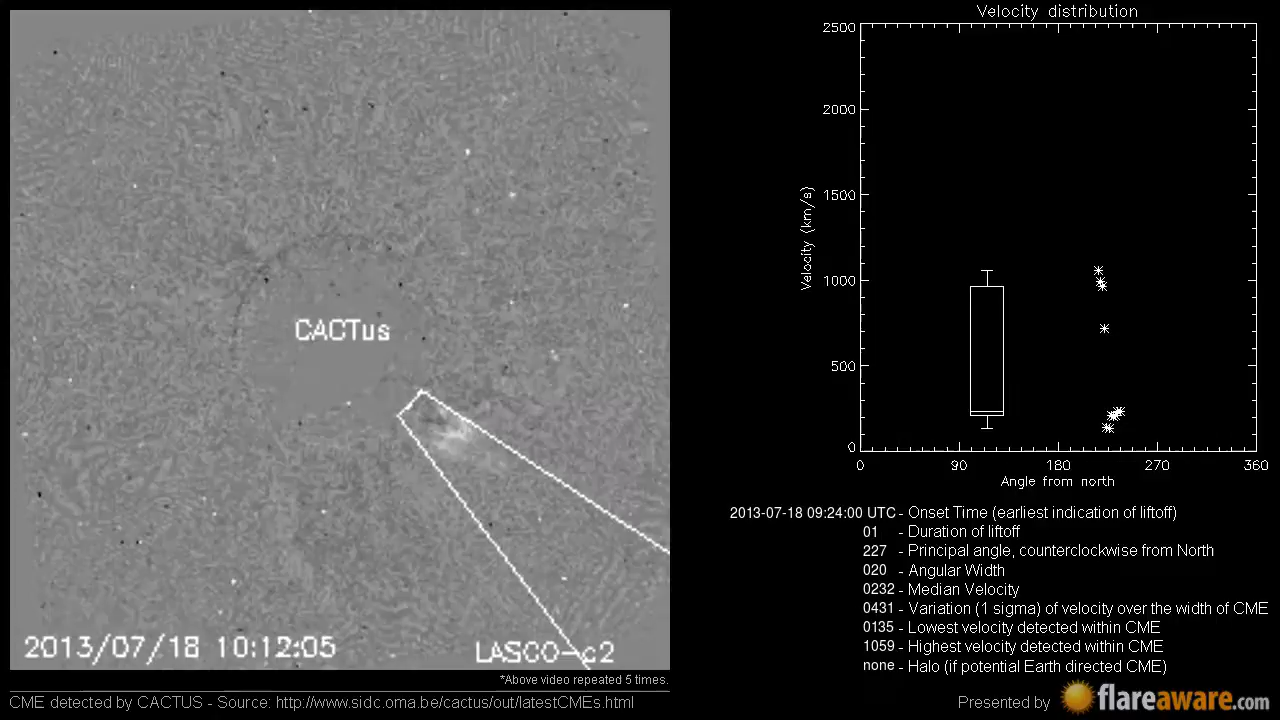 Velocity distribution
2500
2000
1500
1000
500
0
Velocity (km/s)
0 90 180 270 360
Angle from north
CACTus
2013/07/18 10:12:05
LASCO-c2
*Above video repeated 5 times.
CME detected by CACTUS - Source: http://www.sidc.oma.be/cactus/out/latestCMEs.html
2013-07-18 09:24:00 UTC - Onset Time (earliest indication of liftoff)
01 - Duration of liftoff
227 - Principal angle, counterclockwise from North
020 - Angular Width
0232 - Median Velocity
0431 - Variation (1 sigma) of velocity over the width of CME
0135 - Lowest velocity detected within CME
1059 - Highest velocity detected within CME
none - Halo (if potential Earth directed CME)
Presented by flareaware.com